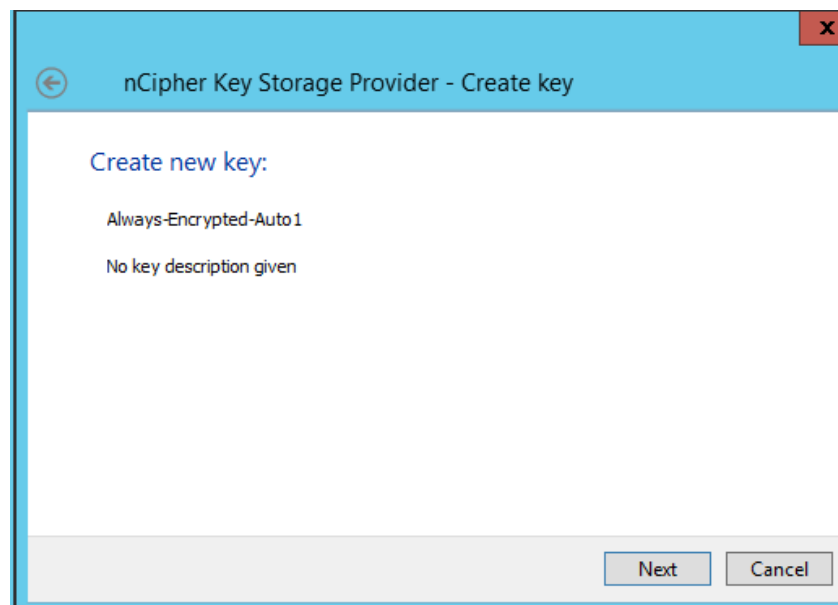 x
nCipher Key Storage Provider - Create key
Create new key:
Always-Encrypted-Auto1
No key description given
Next Cancel